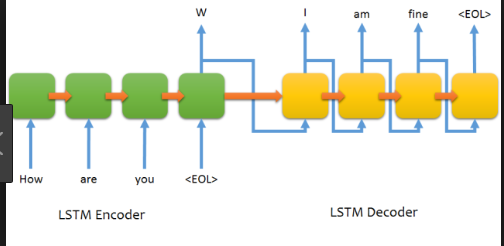 W I am fine <EOL>
How are you <EOL>
LSTM Encoder LSTM Decoder